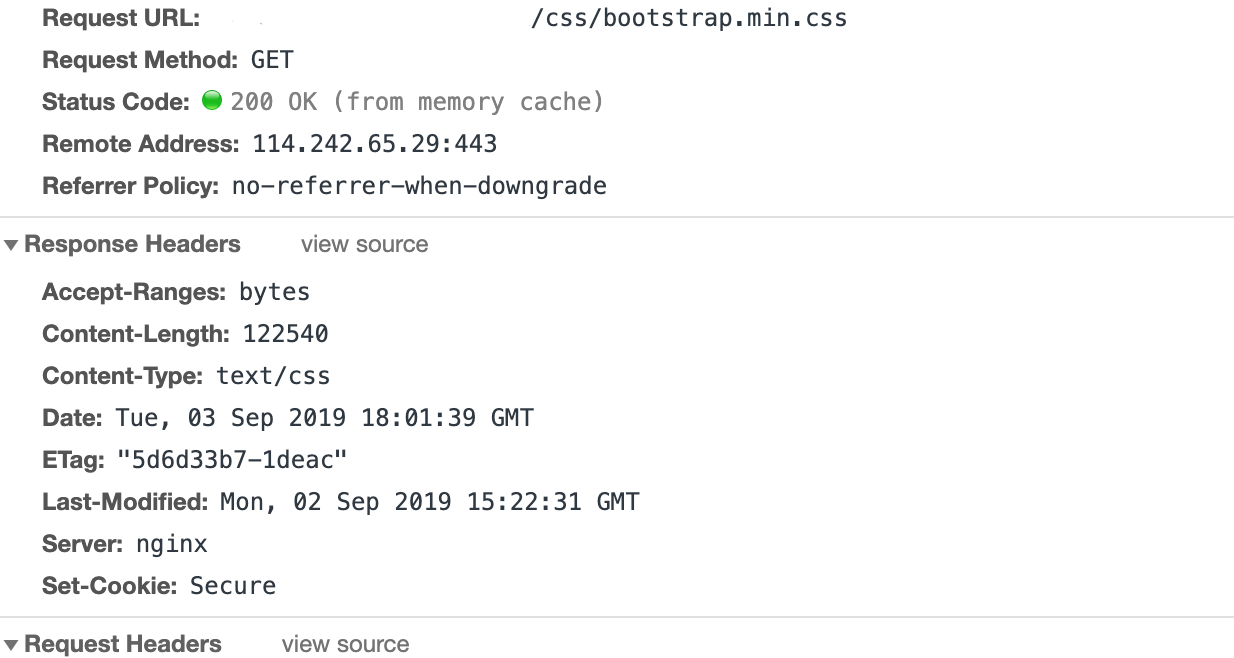 Request URL: /css/bootstrap.min.css
Request Method: GET
Status Code: 200 OK (from memory cache)
Remote Address: 114.242.65.29:443
Referrer Policy: no-referrer-when-downgrade
Response Headers view source
Accept-Ranges: bytes
Content-Length: 122540
Content-Type: text/css
Date: Tue, 03 Sep 2019 18:01:39 GMT
ETag: "5d6d33b7-1deac"
Last-Modified: Mon, 02 Sep 2019 15:22:31 GMT
Server: nginx
Set-Cookie: Secure
Request Headers view source